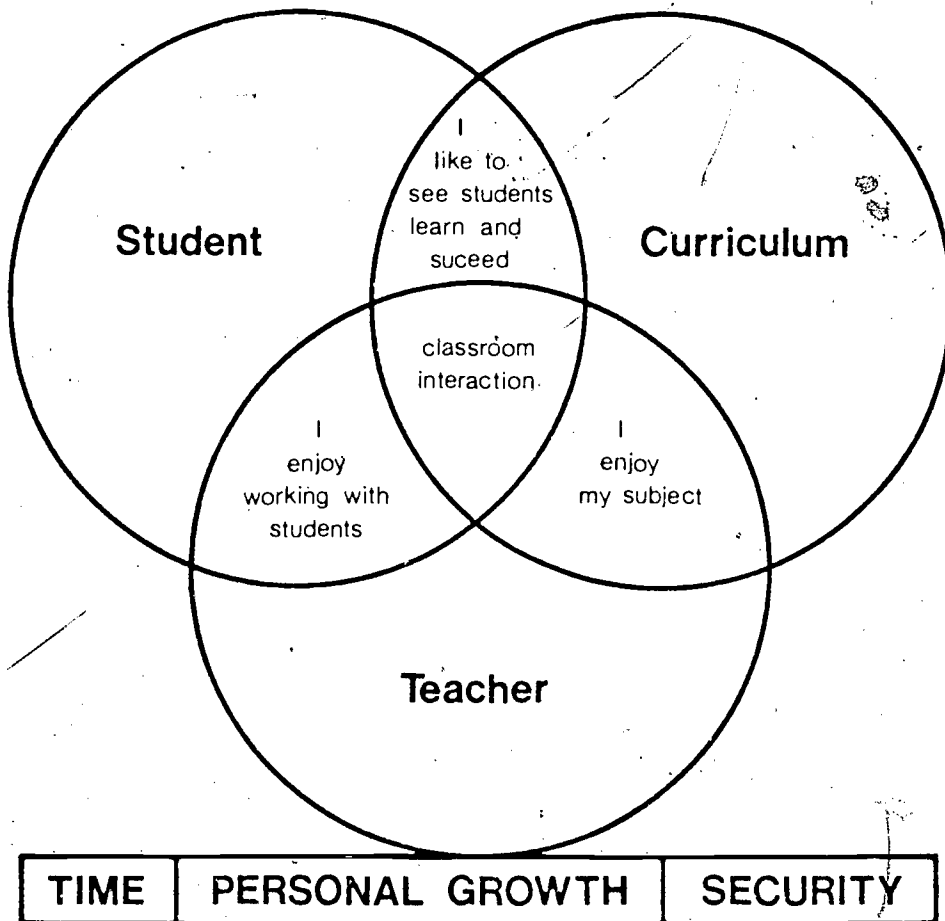 I
like to
see students
learn and
suceed
Student
Curriculum
classroom
interaction
I
enjoy
working with
students
I
enjoy
my subject
Teacher
TIME PERSONAL GROWTH SECURITY